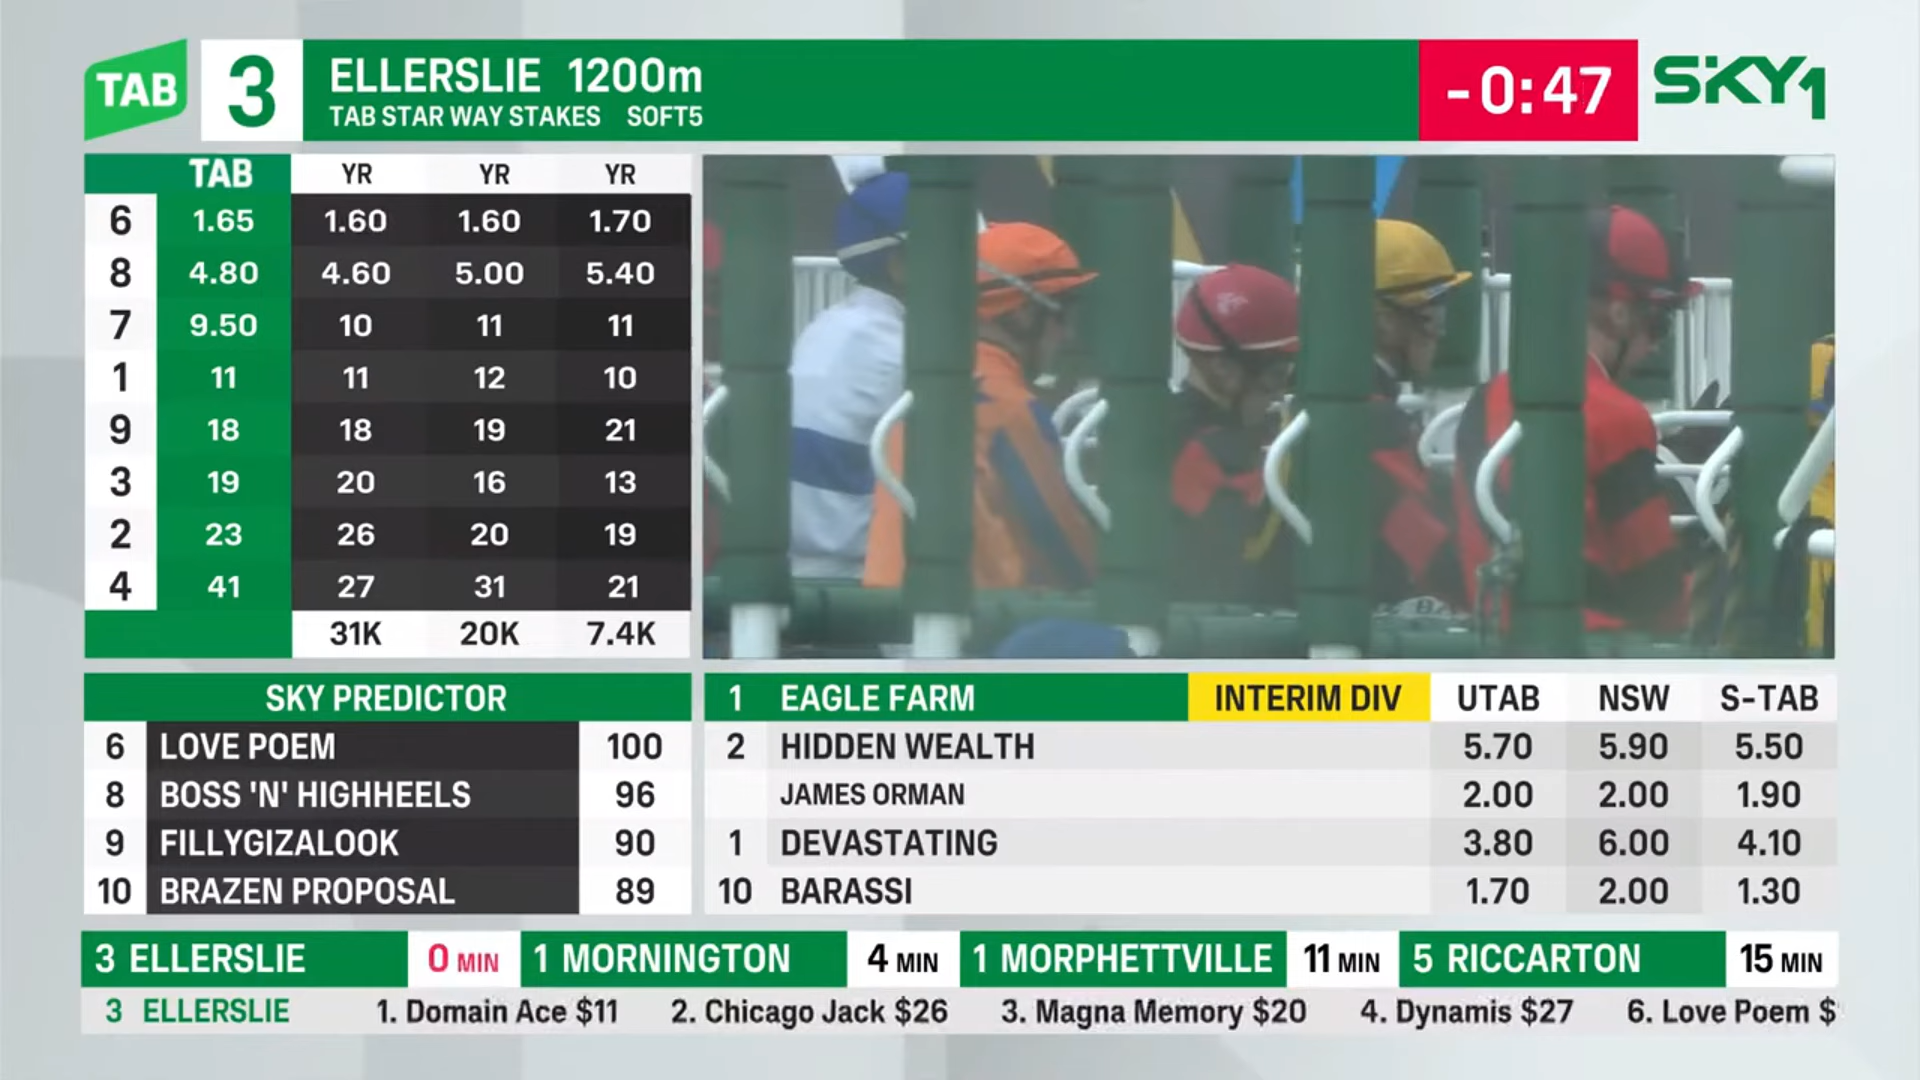 TAB 3 ELLERSLIE 1200m -0:47 SKY1
TAB STAR WAY STAKES SOFT5
TAB YR YR YR
6 1.65 1.60 1.60 1.70
8 4.80 4.60 5.00 5.40
7 9.50 10 11 11
1 11 11 12 10
9 18 18 19 21
3 19 20 16 13
2 23 26 20 19
4 41 27 31 21
31K 20K 7.4K
SKY PREDICTOR
6 LOVE POEM 100
8 BOSS 'N' HIGHHEELS 96
9 FILLYGIZALOOK 90
10 BRAZEN PROPOSAL 89
1 EAGLE FARM INTERIM DIV UTAB NSW S-TAB
2 HIDDEN WEALTH 5.70 5.90 5.50
JAMES ORMAN 2.00 2.00 1.90
1 DEVASTATING 3.80 6.00 4.10
10 BARASSI 1.70 2.00 1.30
3 ELLERSLIE 0 MIN 1 MORNINGTON 4 MIN 1 MORPHETTVILLE 11 MIN 5 RICCARTON 15 MIN
3 ELLERSLIE 1. Domain Ace $11 2. Chicago Jack $26 3. Magna Memory $20 4. Dynamis $27 6. Love Poem $